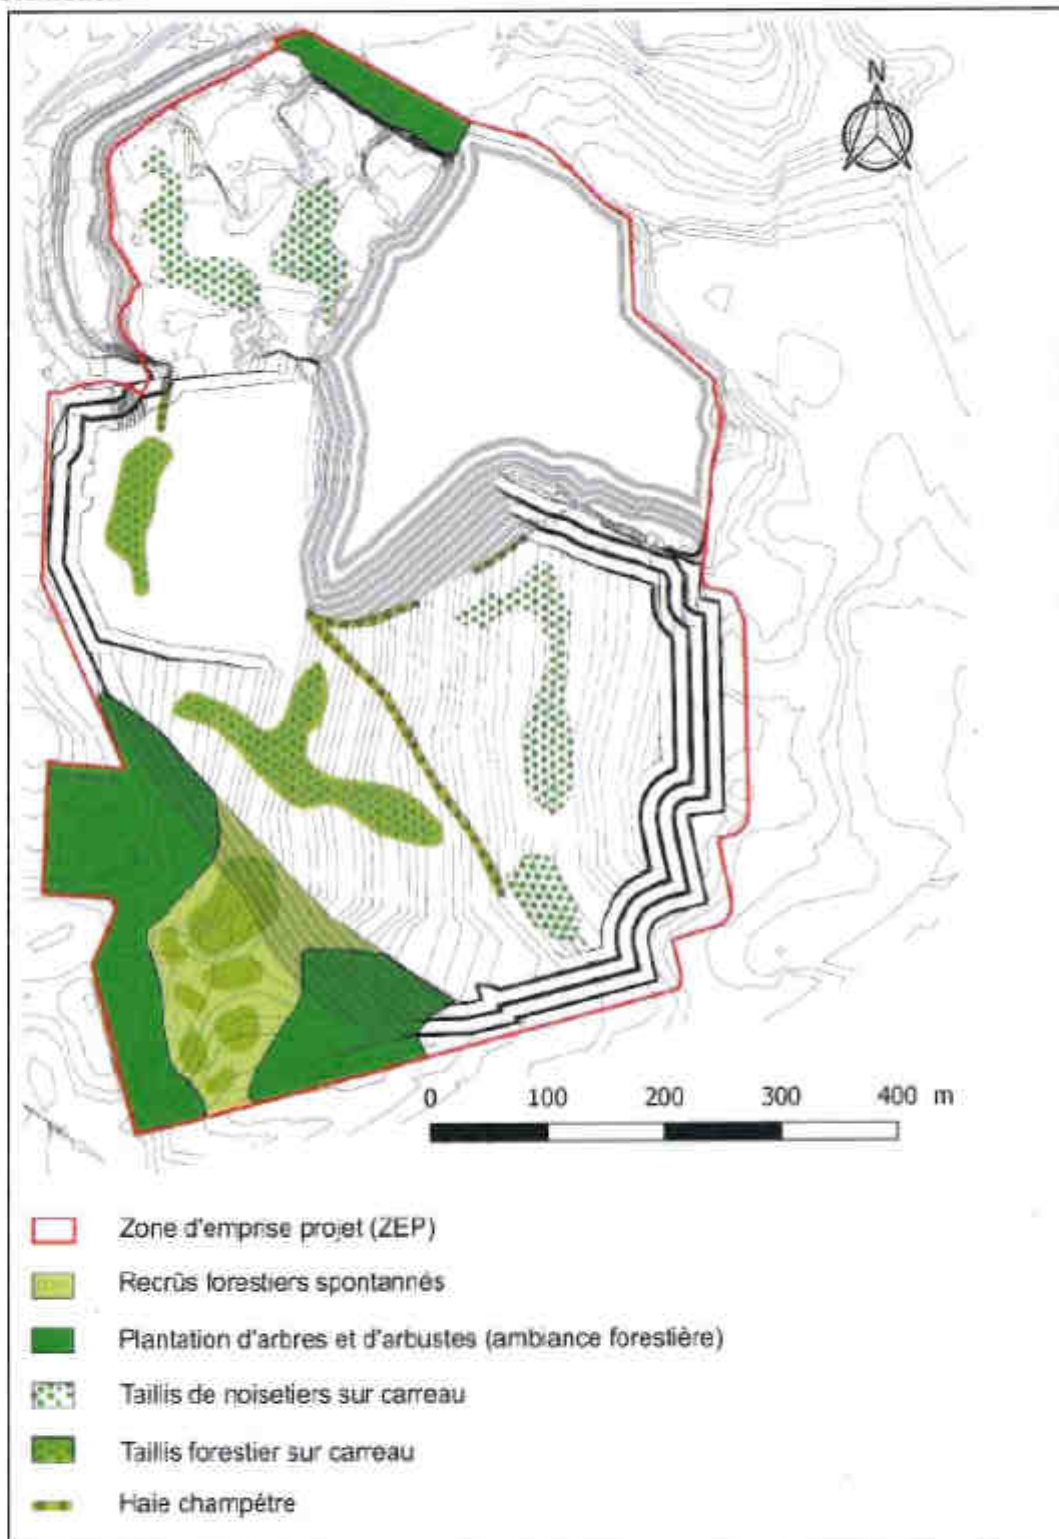 N
0 100 200 300 400 m
Zone d'emprise projet (ZEP)
Recrûs forestiers spontannés
Plantation d'arbres et d'arbustes (ambiance forestière)
Taillis de noisetiers sur carreau
Taillis forestier sur carreau
Haie champêtre